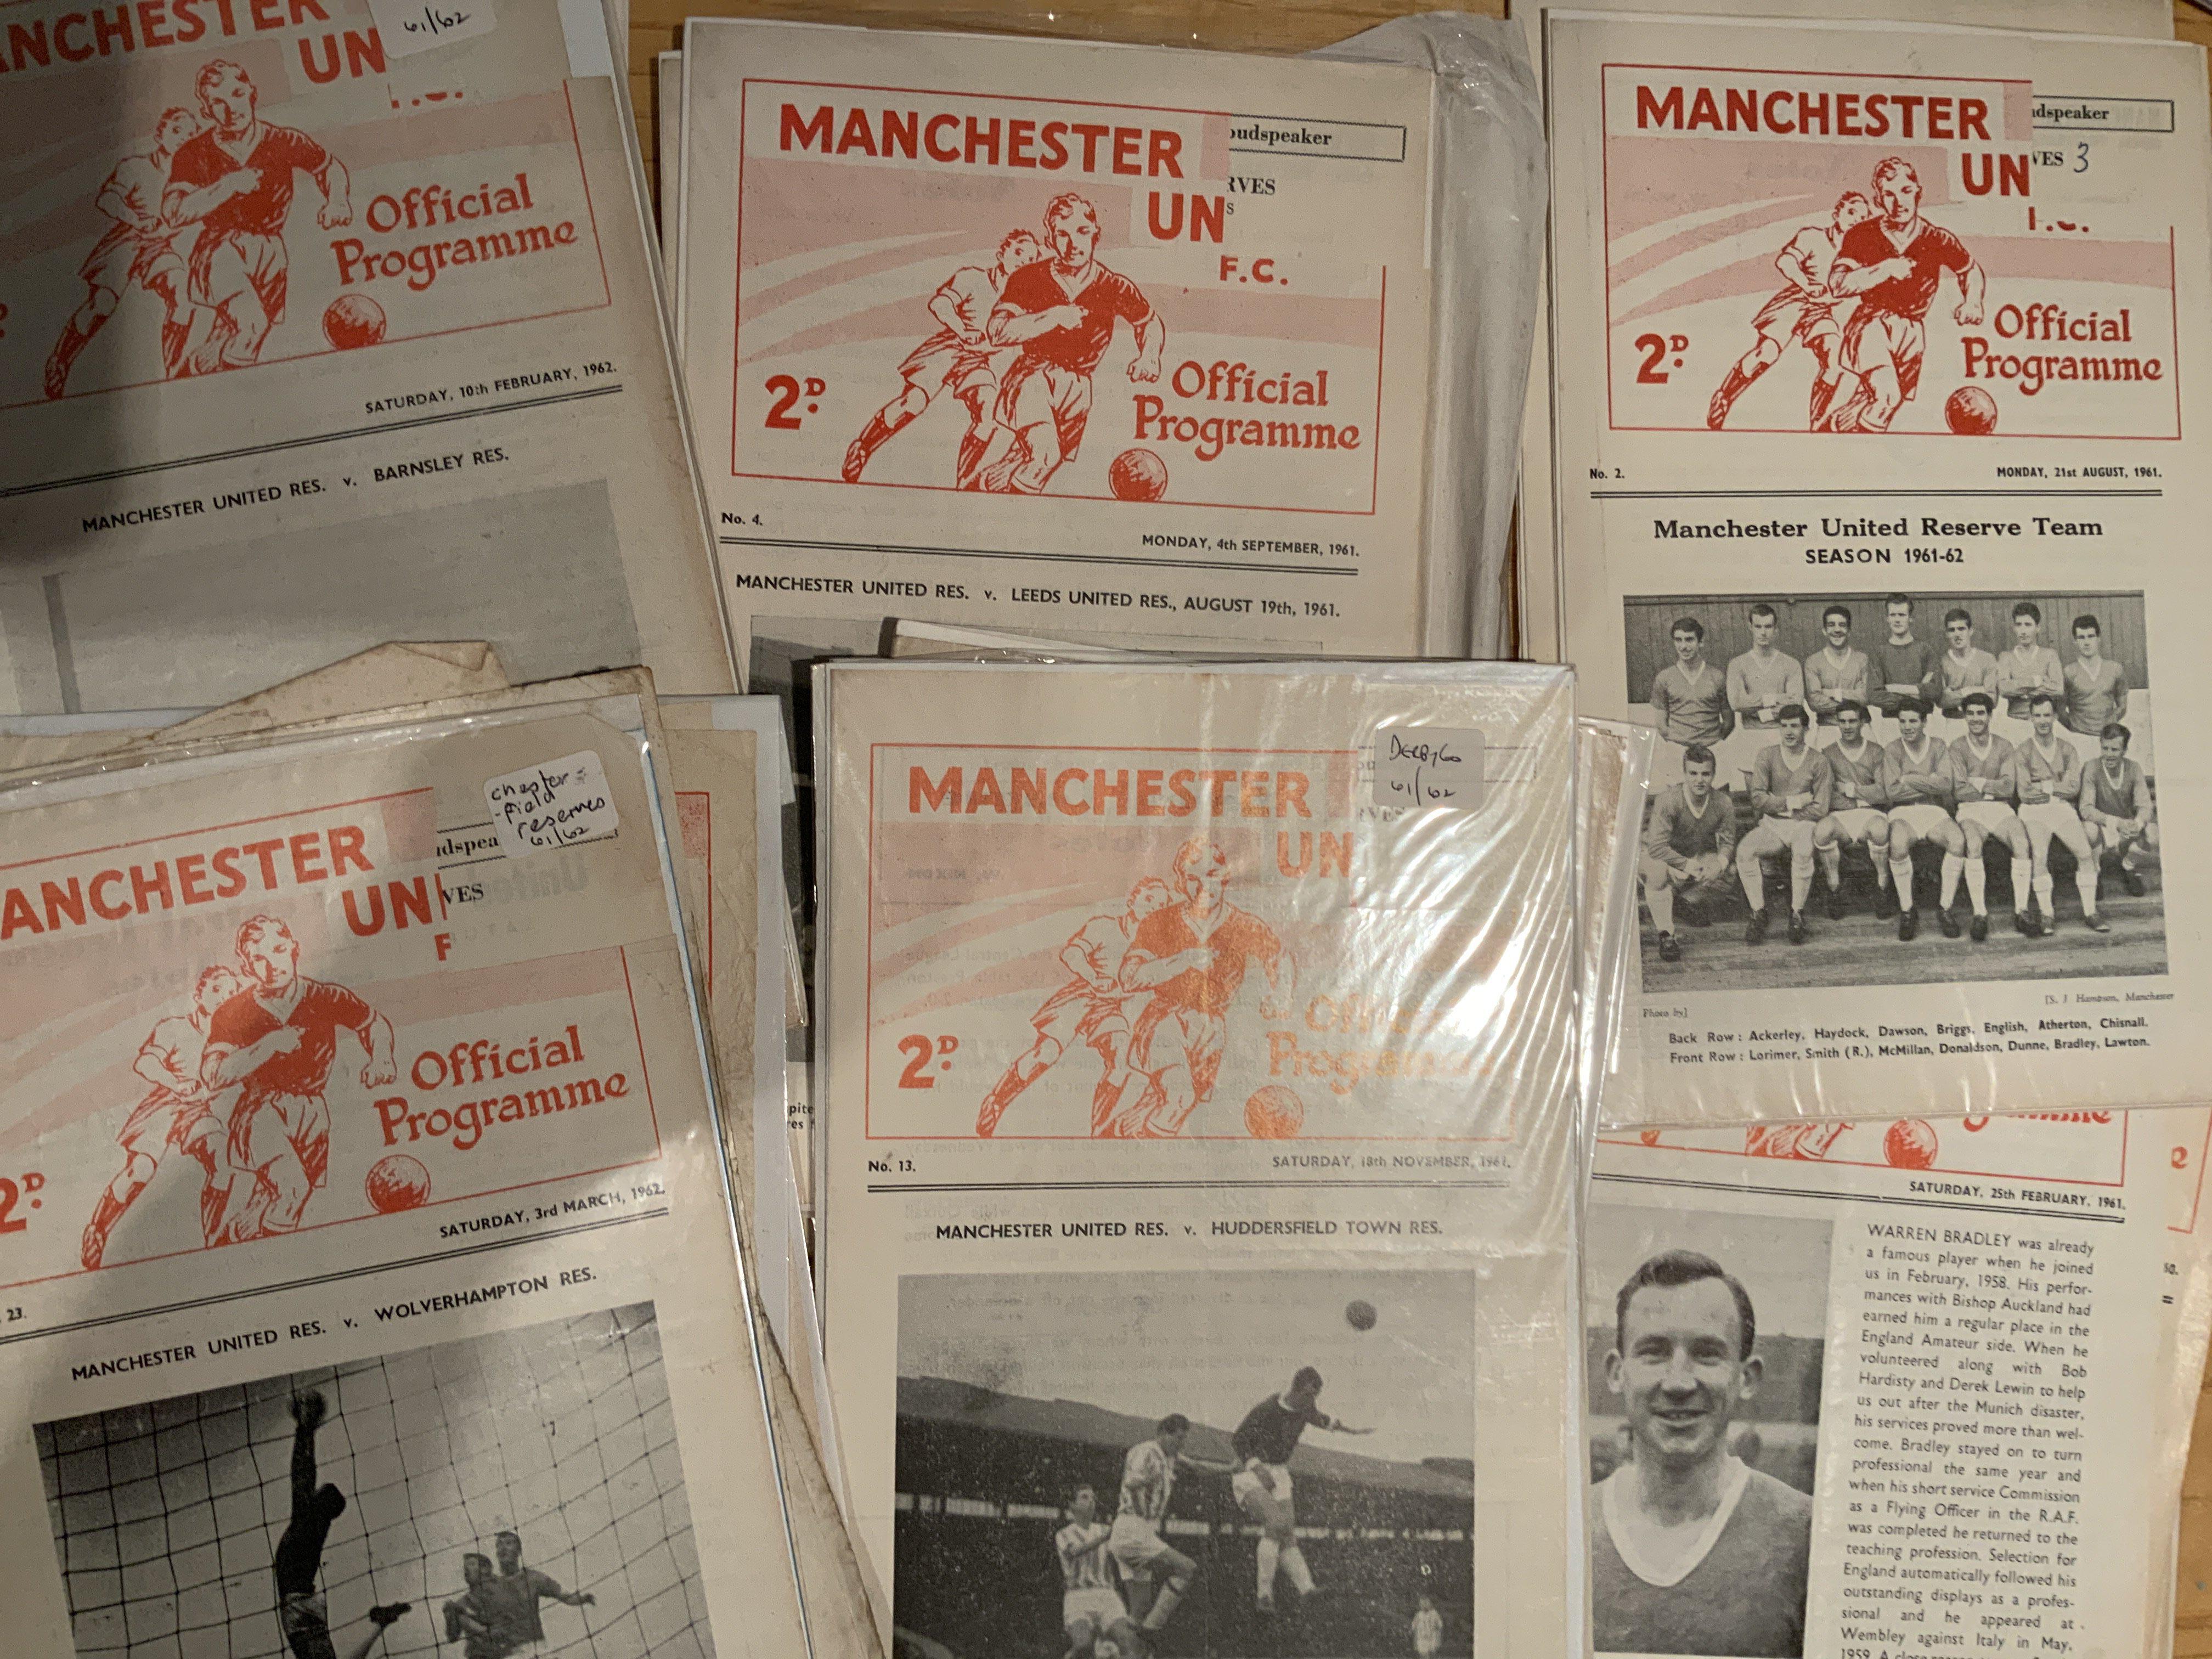 ANCHESTER
UN
61/62
Official
Programme
SATURDAY, 10th FEBRUARY, 1962.
MANCHESTER UNITED RES. v. BARNSLEY RES.
MANCHESTER
oudspeaker
RVES
UN
S
F.C.
2D.
Official
Programme
No. 4.
MONDAY, 4th SEPTEMBER, 1961.
MANCHESTER UNITED RES. v. LEEDS UNITED RES., AUGUST 19th, 1961.
MANCHESTER
dspeaker
VES 3
UN
2D.
Official
Programme
No. 2.
MONDAY, 21st AUGUST, 1961.
Manchester United Reserve Team
SEASON 1961-62
Photo by]
[S. J Hampson, Manchester
Back Row : Ackerley, Haydock, Dawson, Briggs, English, Atherton, Chisnall.
Front Row : Lorimer, Smith (R.), McMillan, Donaldson, Dunne, Bradley, Lawton.
chester-
-field
reserves
61/62
ANCHESTER
dspea
UN
VES
F
2D.
Official
Programme
SATURDAY, 3rd MARCH, 1962.
23.
MANCHESTER UNITED RES. v. WOLVERHAMPTON RES.
DERBY Co
61/62
MANCHESTER
UN
VES
2D.
Official
Programme
No. 13.
SATURDAY, 18th NOVEMBER, 1961.
MANCHESTER UNITED RES. v. HUDDERSFIELD TOWN RES.
SATURDAY, 25th FEBRUARY, 1961.
WARREN BRADLEY was already
a famous player when he joined
us in February, 1958. His perfor-
mances with Bishop Auckland had
earned him a regular place in the
England Amateur side. When he
volunteered along with Bob
Hardisty and Derek Lewin to help
us out after the Munich disaster,
his services proved more than wel-
come. Bradley stayed on to turn
professional the same year and
when his short service Commission
as a Flying Officer in the R.A.F.
was completed he returned to the
teaching profession. Selection for
England automatically followed his
outstanding displays as a profes-
sional and he appeared at
Wembley against Italy in May,
1959.